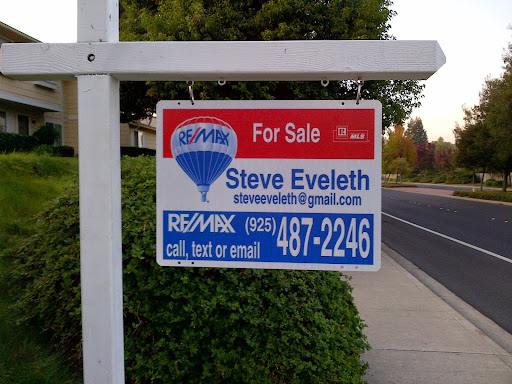 RE/MAX
For Sale
R MLS
Steve Eveleth
steveeveleth@gmail.com
RE/MAX (925) 487-2246
call, text or email